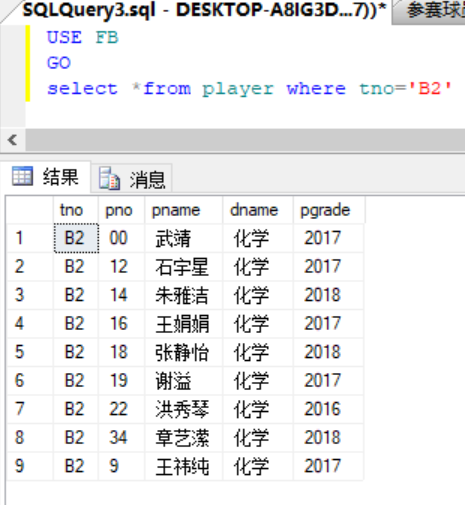 SQLQuery3.sql - DESKTOP-A8IG3D...7))* 参赛球
USE FB
GO
select *from player where tno='B2'
结果 消息
tno pno pname dname pgrade
1 B2 00 武靖 化学 2017
2 B2 12 石宇星 化学 2017
3 B2 14 朱雅洁 化学 2018
4 B2 16 王娟娟 化学 2017
5 B2 18 张静怡 化学 2018
6 B2 19 谢溢 化学 2017
7 B2 22 洪秀琴 化学 2016
8 B2 34 章艺潆 化学 2018
9 B2 9 王祎纯 化学 2017